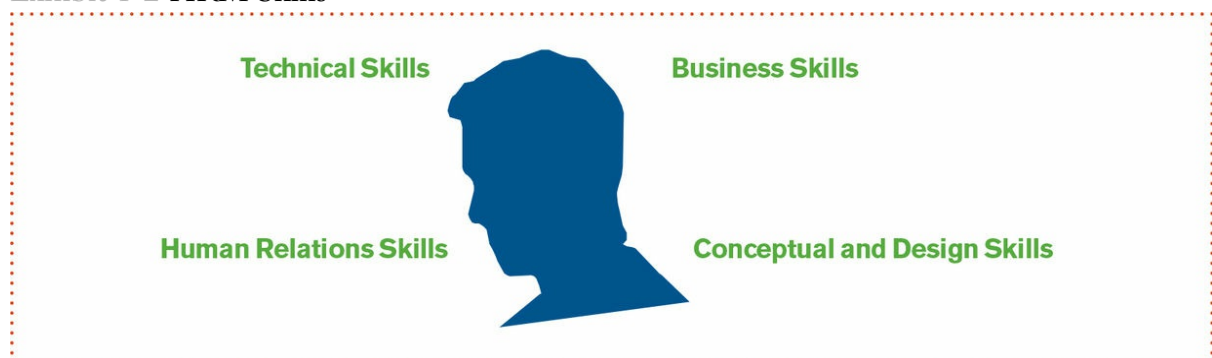 Technical Skills
Business Skills
Human Relations Skills
Conceptual and Design Skills